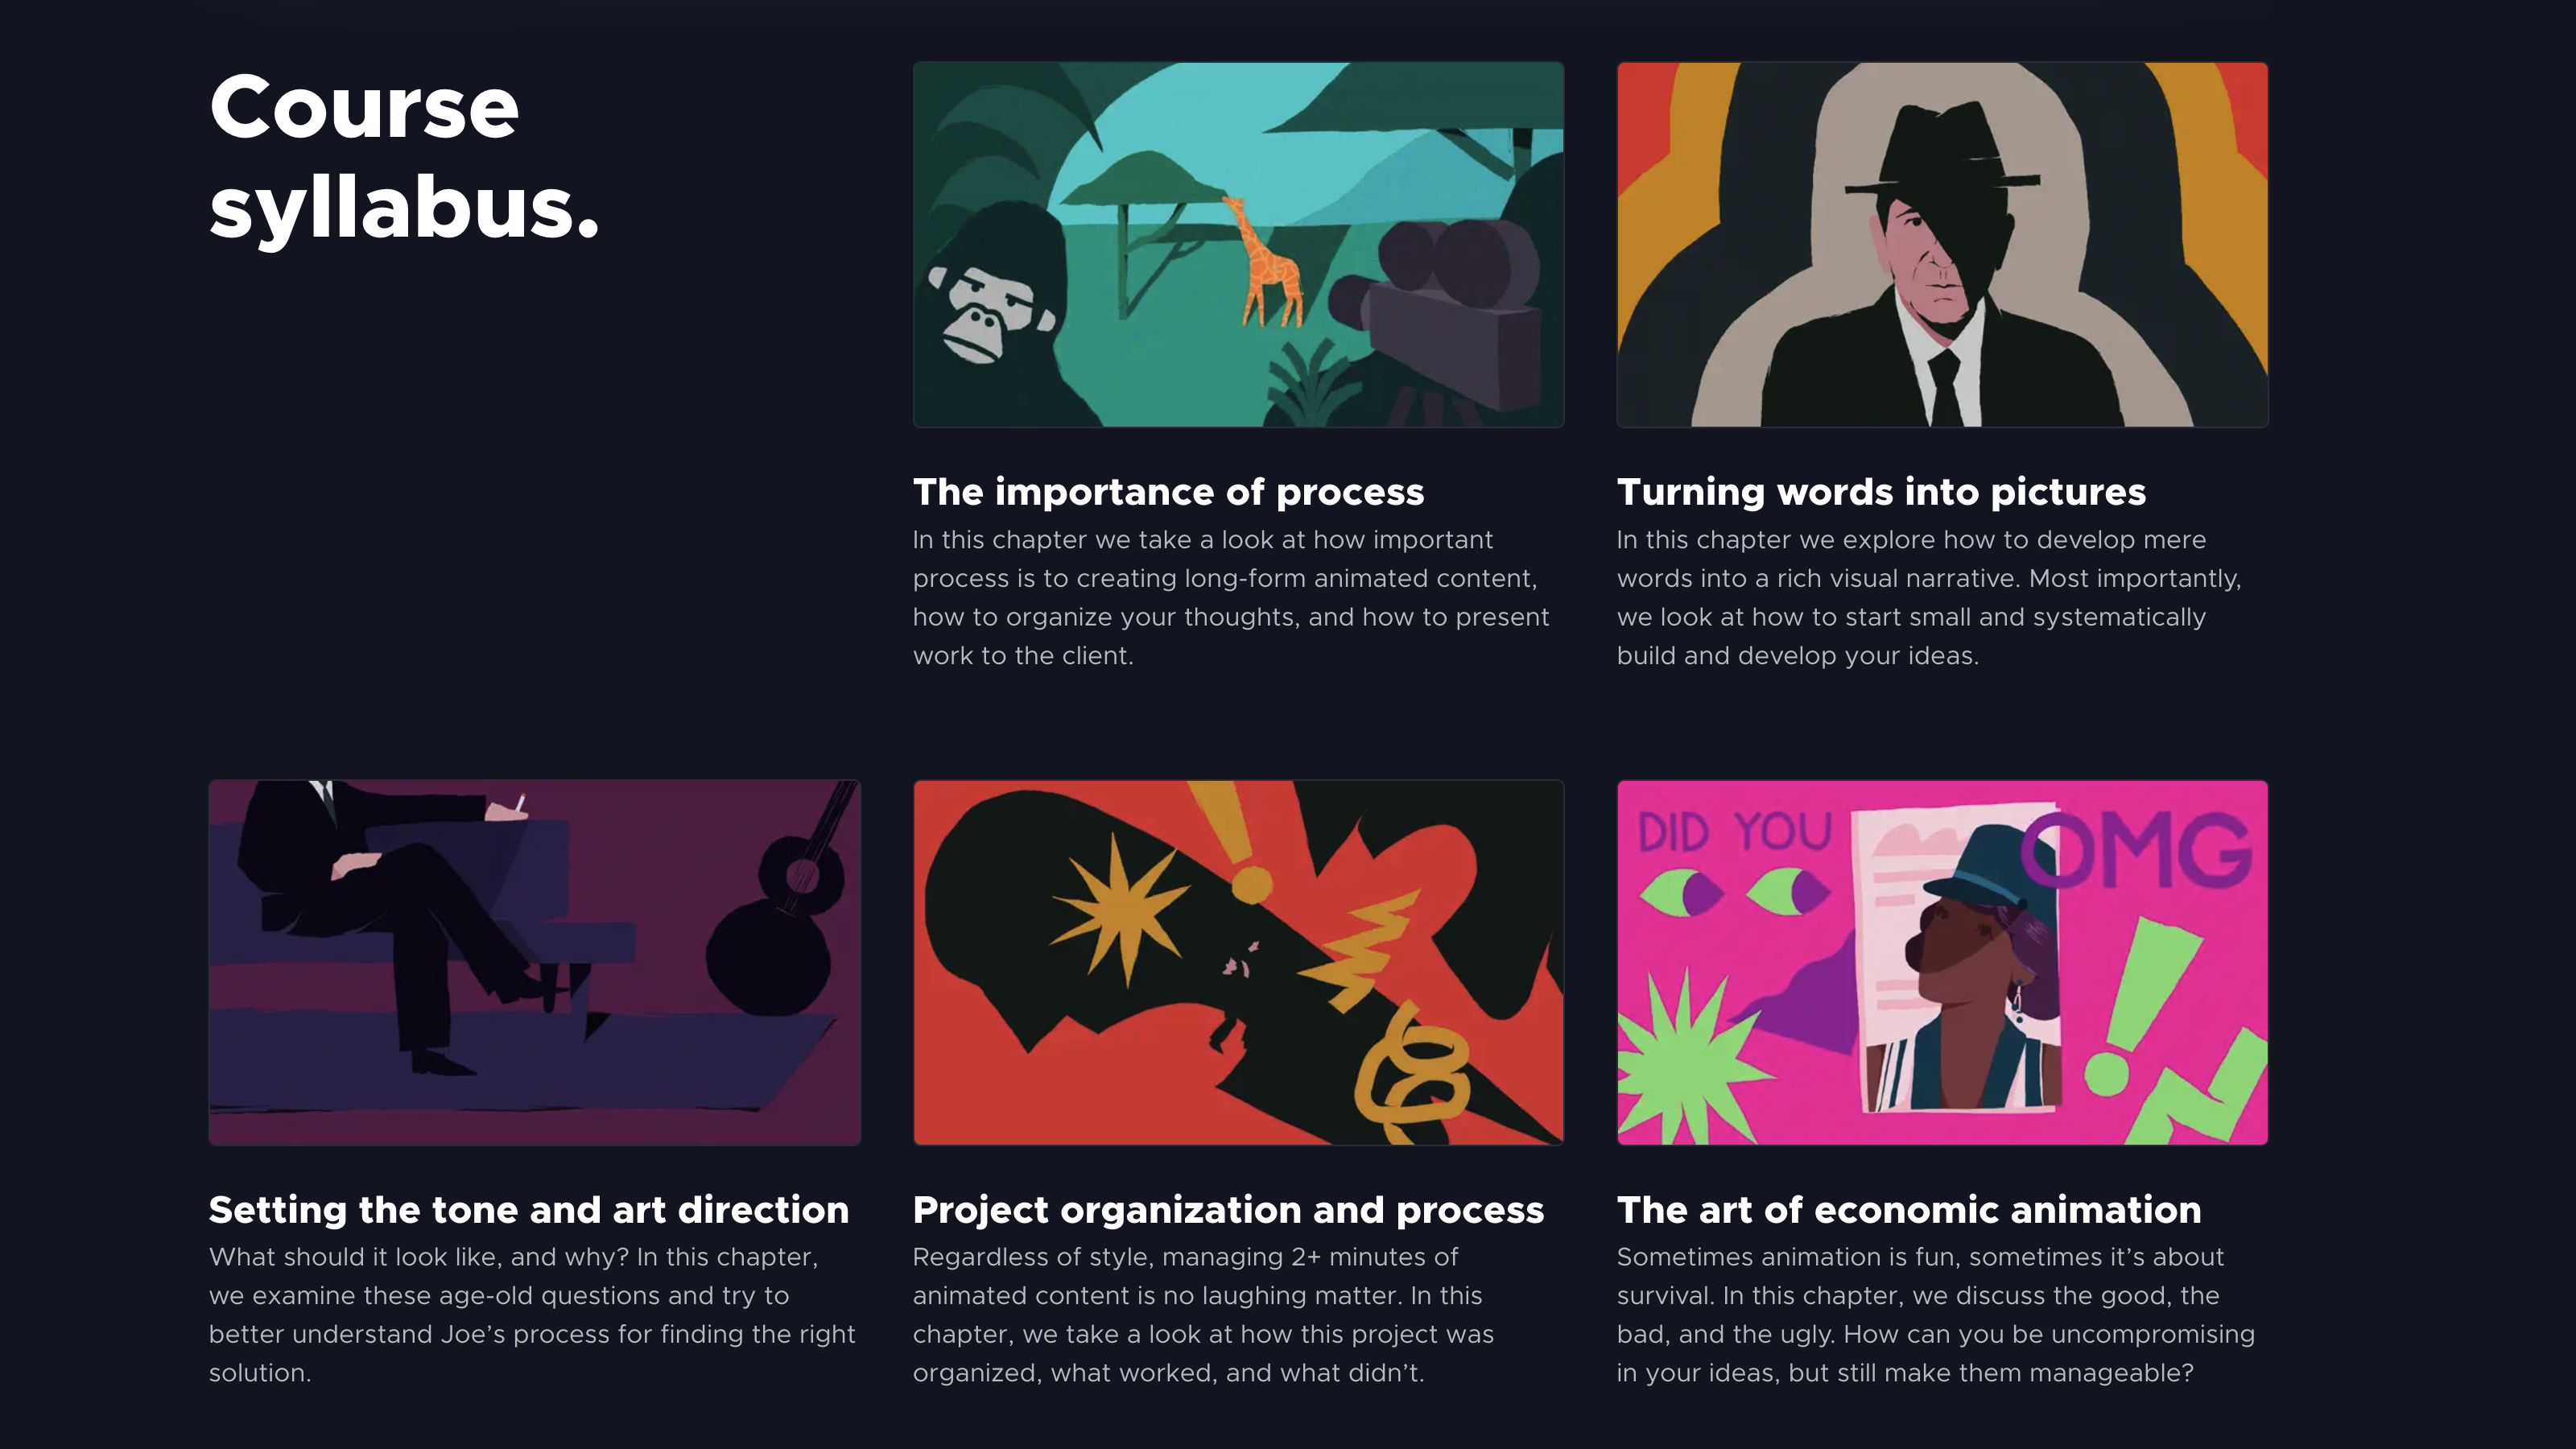 Course
syllabus.
The importance of process
In this chapter we take a look at how important
process is to creating long-form animated content,
how to organize your thoughts, and how to present
work to the client.
Turning words into pictures
In this chapter we explore how to develop mere
words into a rich visual narrative. Most importantly,
we look at how to start small and systematically
build and develop your ideas.
Setting the tone and art direction
What should it look like, and why? In this chapter,
we examine these age-old questions and try to
better understand Joe’s process for finding the right
solution.
Project organization and process
Regardless of style, managing 2+ minutes of
animated content is no laughing matter. In this
chapter, we take a look at how this project was
organized, what worked, and what didn’t.
DID YOU
OMG
The art of economic animation
Sometimes animation is fun, sometimes it’s about
survival. In this chapter, we discuss the good, the
bad, and the ugly. How can you be uncompromising
in your ideas, but still make them manageable?